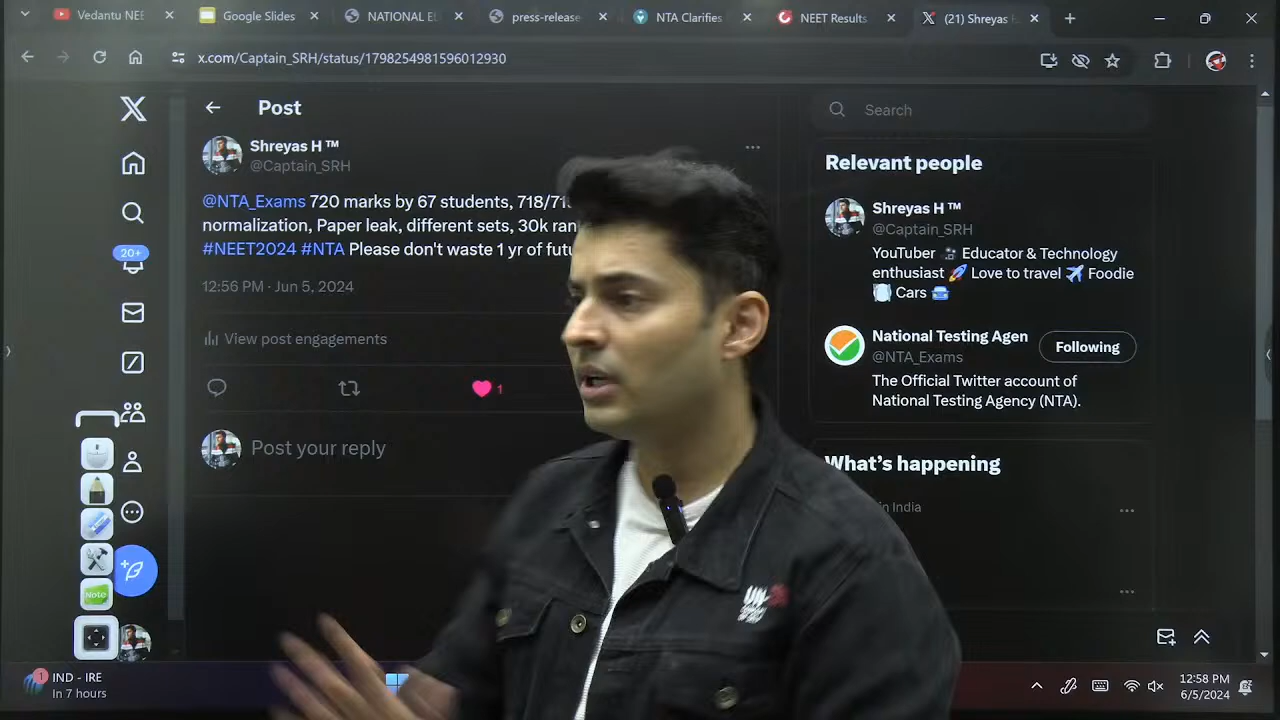 Vedantu NEE
Google Slides
NATIONAL EL
press-release
NTA Clarifies
NEET Results
(21) Shreyas H
x.com/Captain_SRH/status/1798254981596012930
Post
Search
Shreyas H ™
@Captain_SRH
@NTA_Exams 720 marks by 67 students,
normalization, Paper leak, different sets, 30k
#NEET2024 #NTA Please don't waste 1 yr of
12:56 PM · Jun 5, 2024
View post engagements
1
Post your reply
20+
Note
Relevant people
Shreyas H ™
@Captain_SRH
YouTuber Educator & Technology
enthusiast Love to travel Foodie
Cars
National Testing Agen
Following
@NTA_Exams
The Official Twitter account of
National Testing Agency (NTA).
What's happening
in India
1
IND - IRE
In 7 hours
12:58 PM
6/5/2024